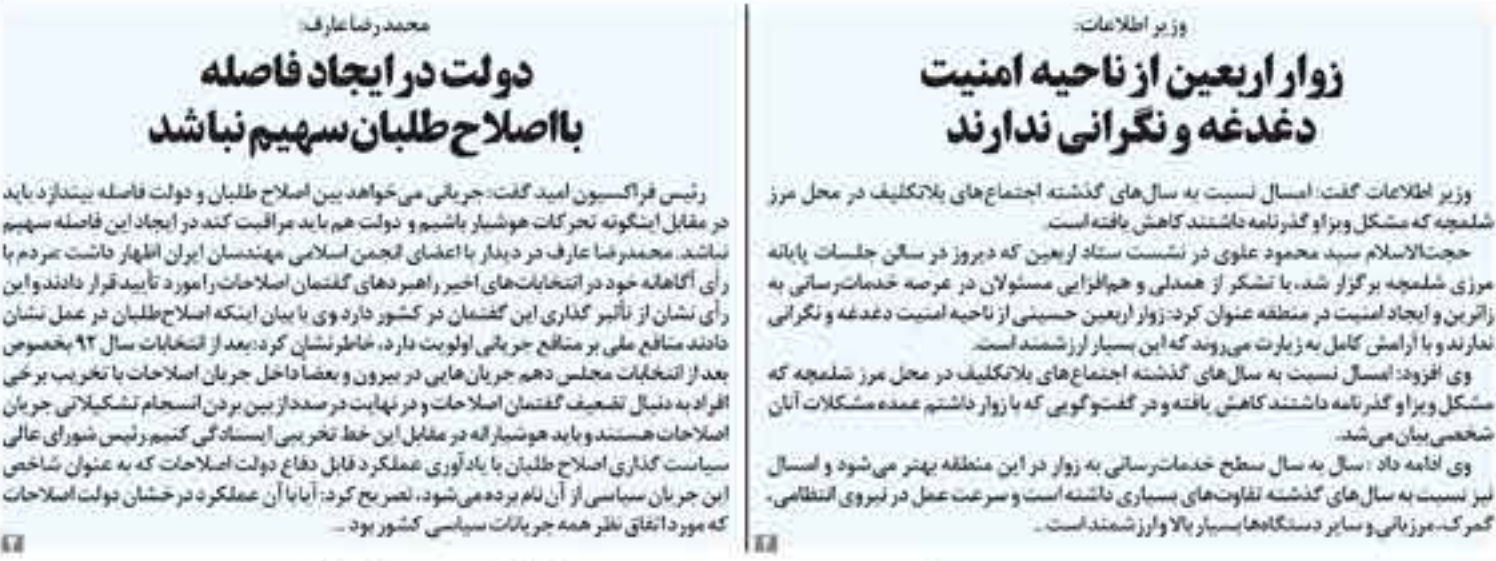 وزیر اطلاعات:
زوار اربعین از ناحیه امنیت
دغدغه و نگرانی ندارند
وزیر اطلاعات گفت: امسال نسبت به سال‌های گذشته اجتماع‌های بلاتکلیف در محل مرز
شلمچه که مشکل ویزا و گذرنامه داشتند کاهش یافته است.
حجت‌الاسلام سید محمود علوی در نشست ستاد اربعین که دیروز در سالن جلسات پایانه
مرزی شلمچه برگزار شد، با تشکر از همدلی و هم‌افزایی مسئولان در عرصه خدمات‌رسانی به
زائرین و ایجاد امنیت در منطقه عنوان کرد: زوار اربعین حسینی از ناحیه امنیت دغدغه و نگرانی
ندارند و با آرامش کامل به زیارت می‌روند که این بسیار ارزشمند است.
وی افزود: امسال نسبت به سال‌های گذشته اجتماع‌های بلاتکلیف در محل مرز شلمچه که
مشکل ویزا و گذرنامه داشتند کاهش یافته و در گفت‌وگویی که با زوار داشتم عمده مشکلات آنان
شخصی بیان می‌شد.
وی ادامه داد : سال به سال سطح خدمات‌رسانی به زوار در این منطقه بهتر می‌شود و امسال
نیز نسبت به سال‌های گذشته تفاوت‌های بسیاری داشته است و سرعت عمل در نیروی انتظامی،
گمرک، مرزبانی و سایر دستگاه‌ها بسیار بالا و ارزشمند است ...
محمدرضا عارف:
دولت در ایجاد فاصله
با اصلاح طلبان سهیم نباشد
رئیس فراکسیون امید گفت: جریانی می‌خواهد بین اصلاح طلبان و دولت فاصله بیندازد باید
در مقابل اینگونه تحرکات هوشیار باشیم و دولت هم باید مراقبت کند در ایجاد این فاصله سهیم
نباشد. محمدرضا عارف در دیدار با اعضای انجمن اسلامی مهندسان ایران اظهار داشت :مردم با
رأی آگاهانه خود در انتخابات‌های اخیر راهبردهای گفتمان اصلاحات را مورد تأیید قرار دادند و این
رأی نشان از تأثیر گذاری این گفتمان در کشور دارد وی با بیان اینکه اصلاح‌طلبان در عمل نشان
دادند منافع ملی بر منافع جریانی اولویت دارد، خاطرنشان کرد: بعد از انتخابات سال ۹۲ بخصوص
بعد از انتخابات مجلس دهم جریان‌هایی در بیرون و بعضاً داخل جریان اصلاحات با تخریب برخی
افراد به دنبال تضعیف گفتمان اصلاحات و در نهایت درصدد از بین بردن انسجام تشکیلاتی جریان
اصلاحات هستند و باید هوشیارانه در مقابل این خط تخریبی ایستادگی کنیم. رئیس شورای عالی
سیاست گذاری اصلاح طلبان با یادآوری عملکرد قابل دفاع دولت اصلاحات که به عنوان شاخص
این جریان سیاسی از آن نام برده می‌شود، تصریح کرد: آیا با آن عملکرد درخشان دولت اصلاحات
که مورد اتفاق نظر همه جریانات سیاسی کشور بود ...